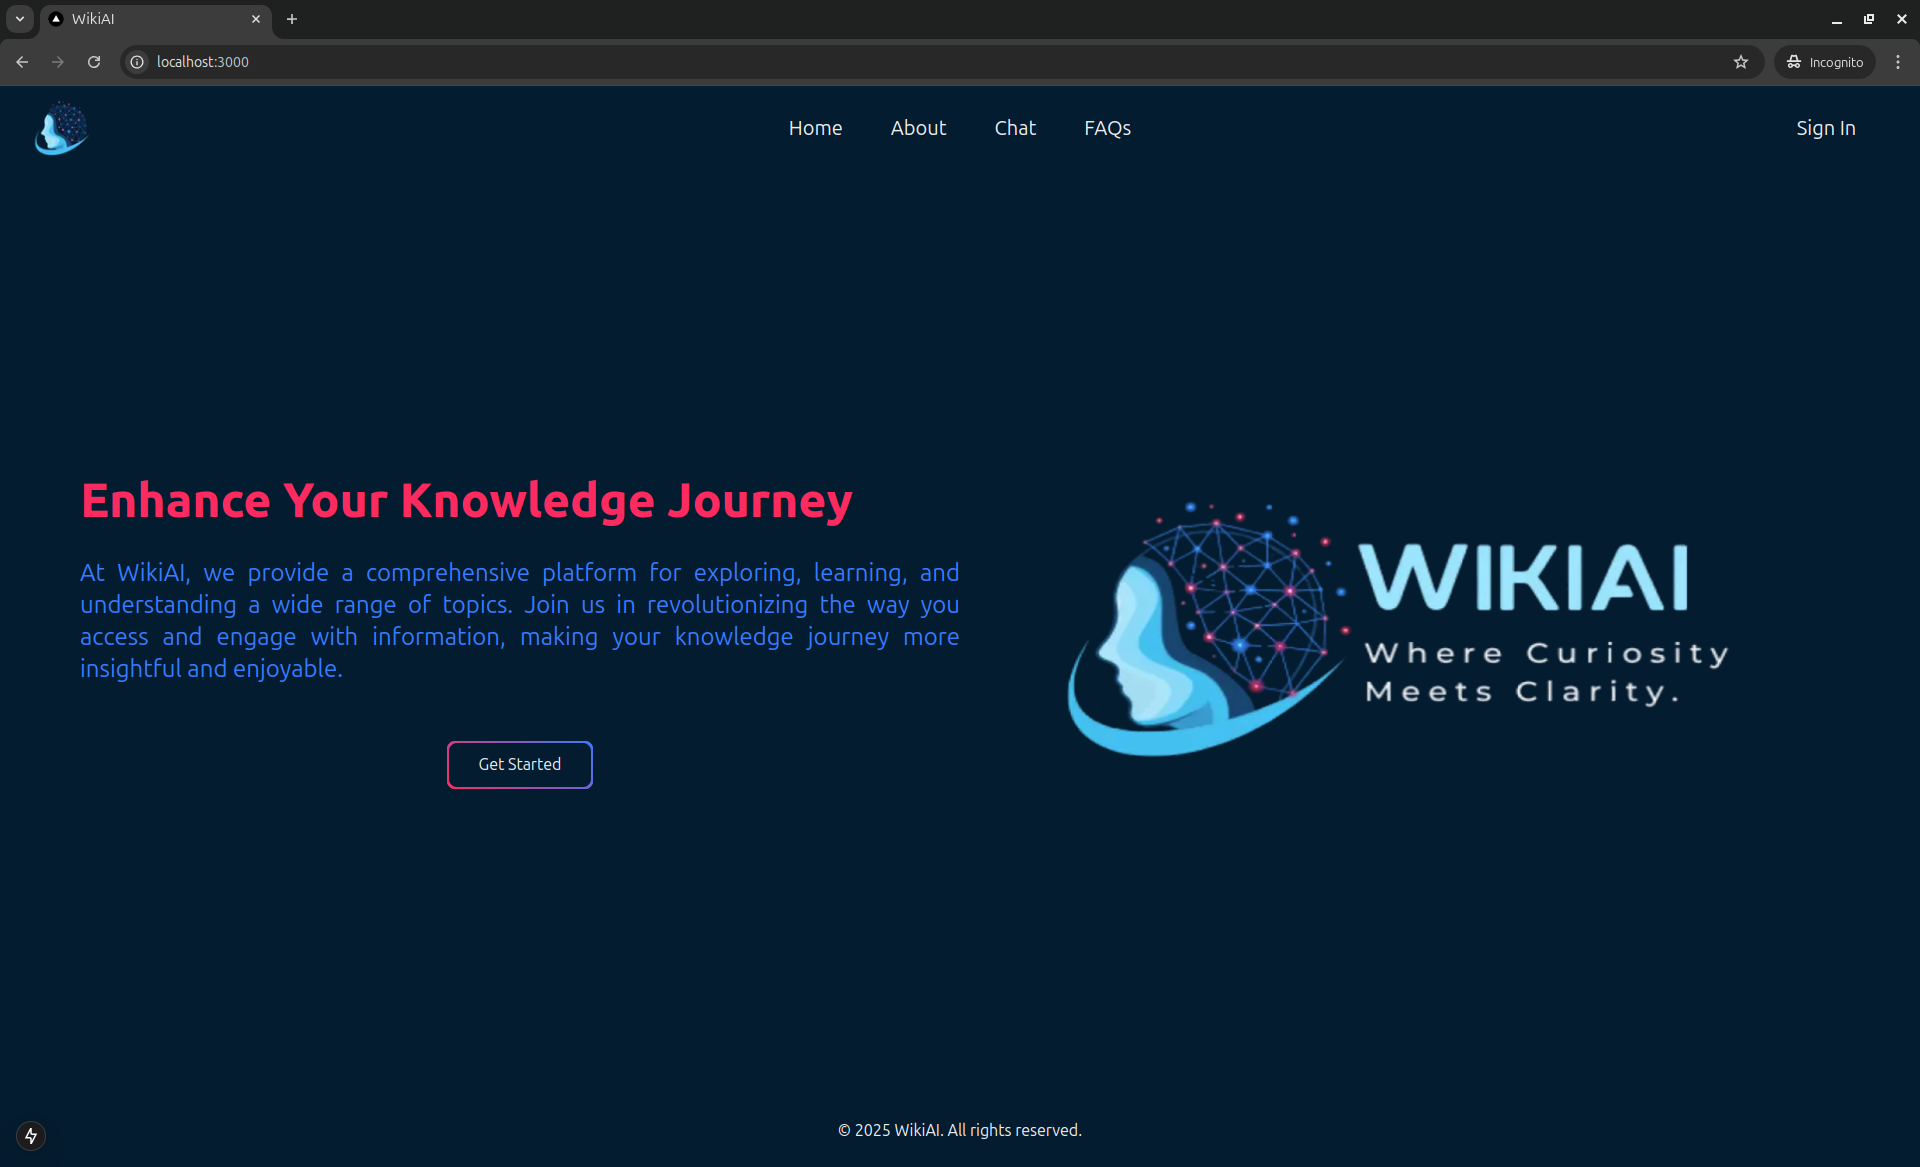 WikiAI
localhost:3000
Incognito
Home About Chat FAQs Sign In
Enhance Your Knowledge Journey
At WikiAI, we provide a comprehensive platform for exploring, learning, and
understanding a wide range of topics. Join us in revolutionizing the way you
access and engage with information, making your knowledge journey more
insightful and enjoyable.
Get Started
WIKIAI
Where Curiosity
Meets Clarity.
© 2025 WikiAI. All rights reserved.